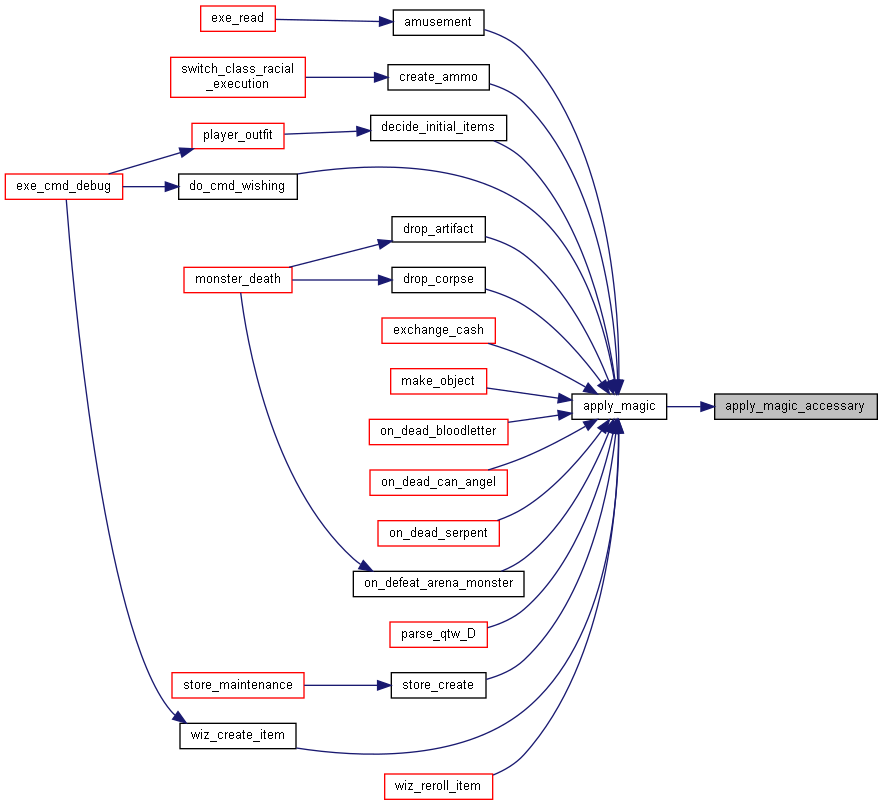 exe_read
amusement
switch_class_racial
_execution
create_ammo
decide_initial_items
player_outfit
exe_cmd_debug
do_cmd_wishing
drop_artifact
monster_death
drop_corpse
exchange_cash
make_object
apply_magic
apply_magic_accessary
on_dead_bloodletter
on_dead_can_angel
on_dead_serpent
on_defeat_arena_monster
parse_qtw_D
store_maintenance
store_create
wiz_create_item
wiz_reroll_item